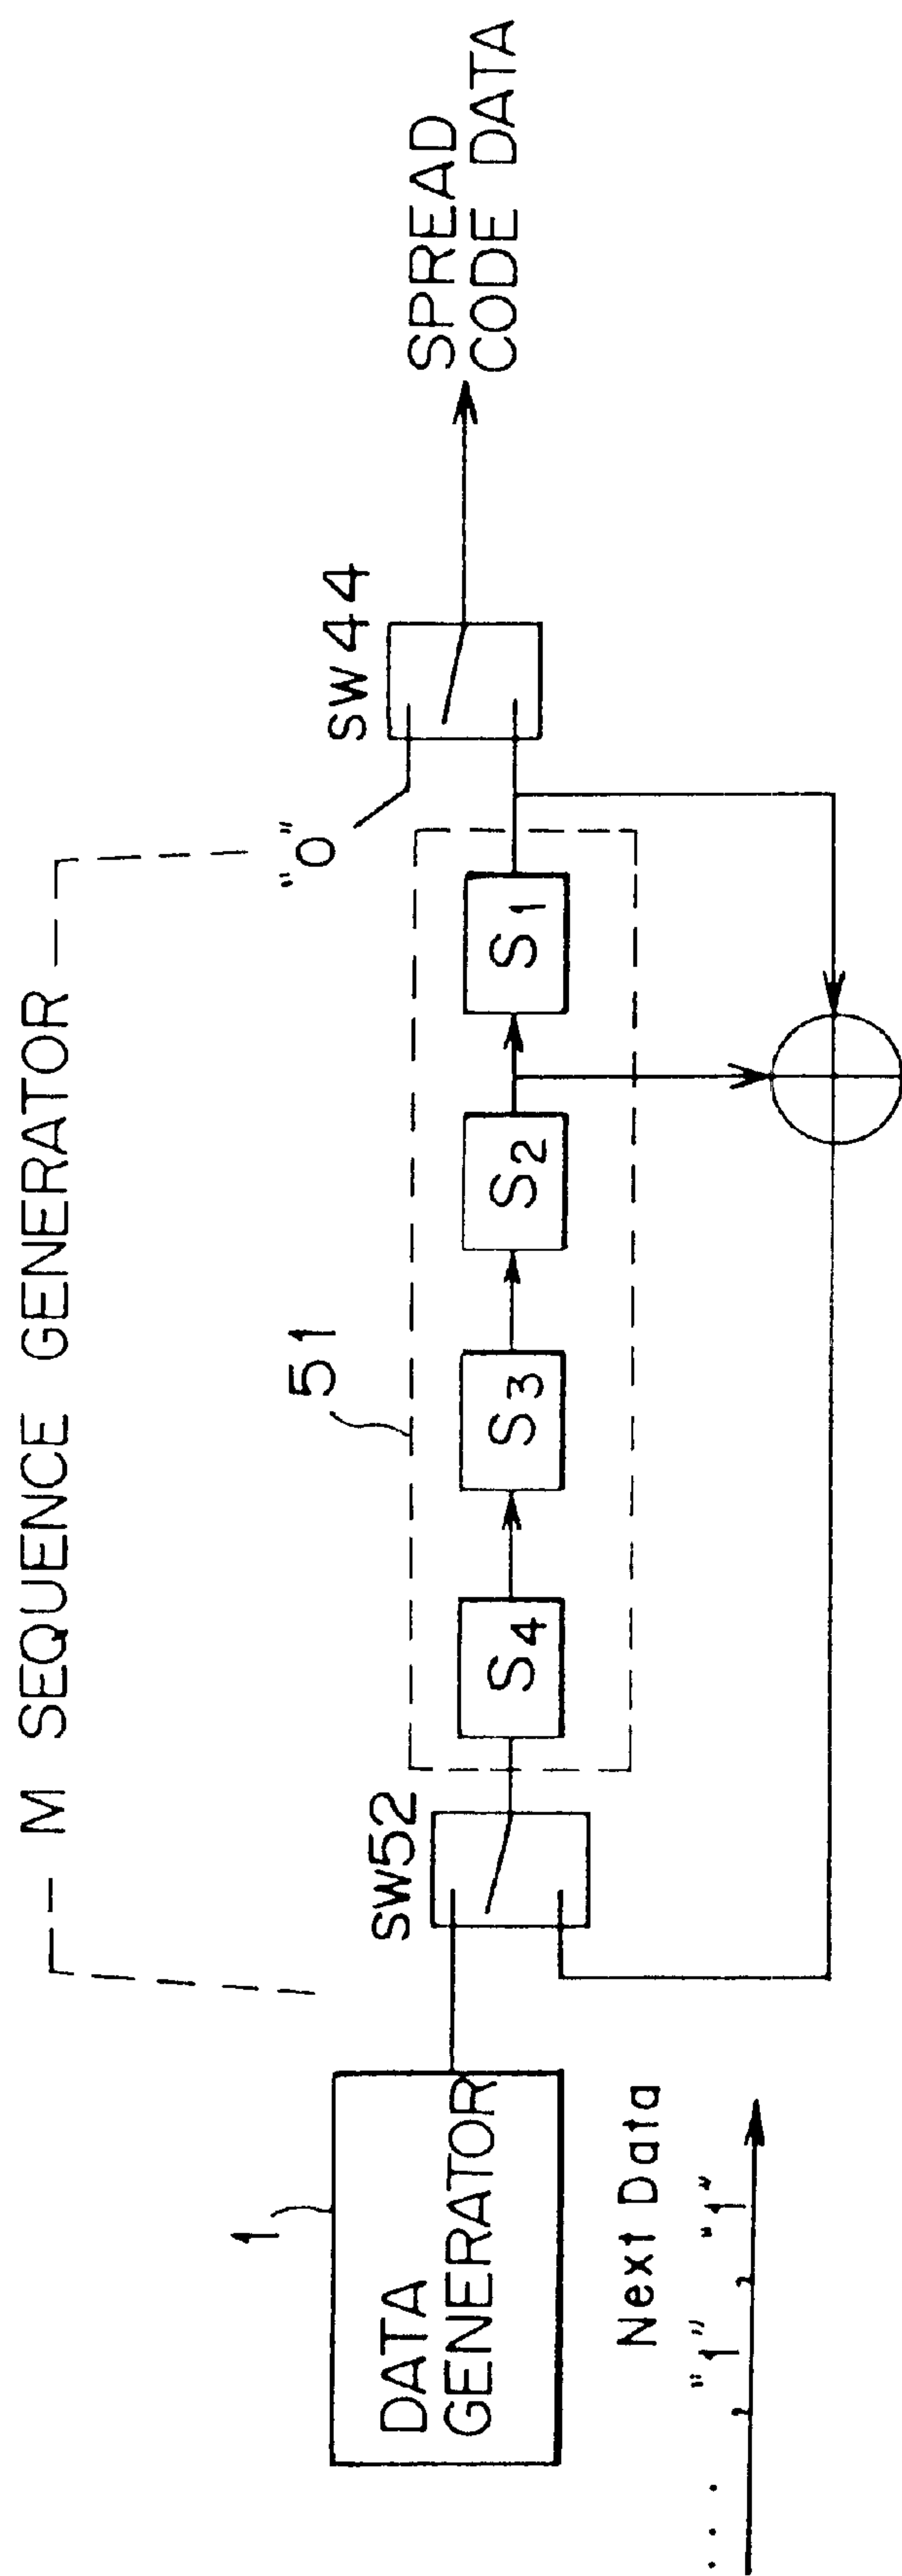 M SEQUENCE GENERATOR
1
DATA
GENERATOR
SW52
51
S4
S3
S2
S1
"0"
SW44
SPREAD
CODE DATA
Next Data
... , "1" , "1"